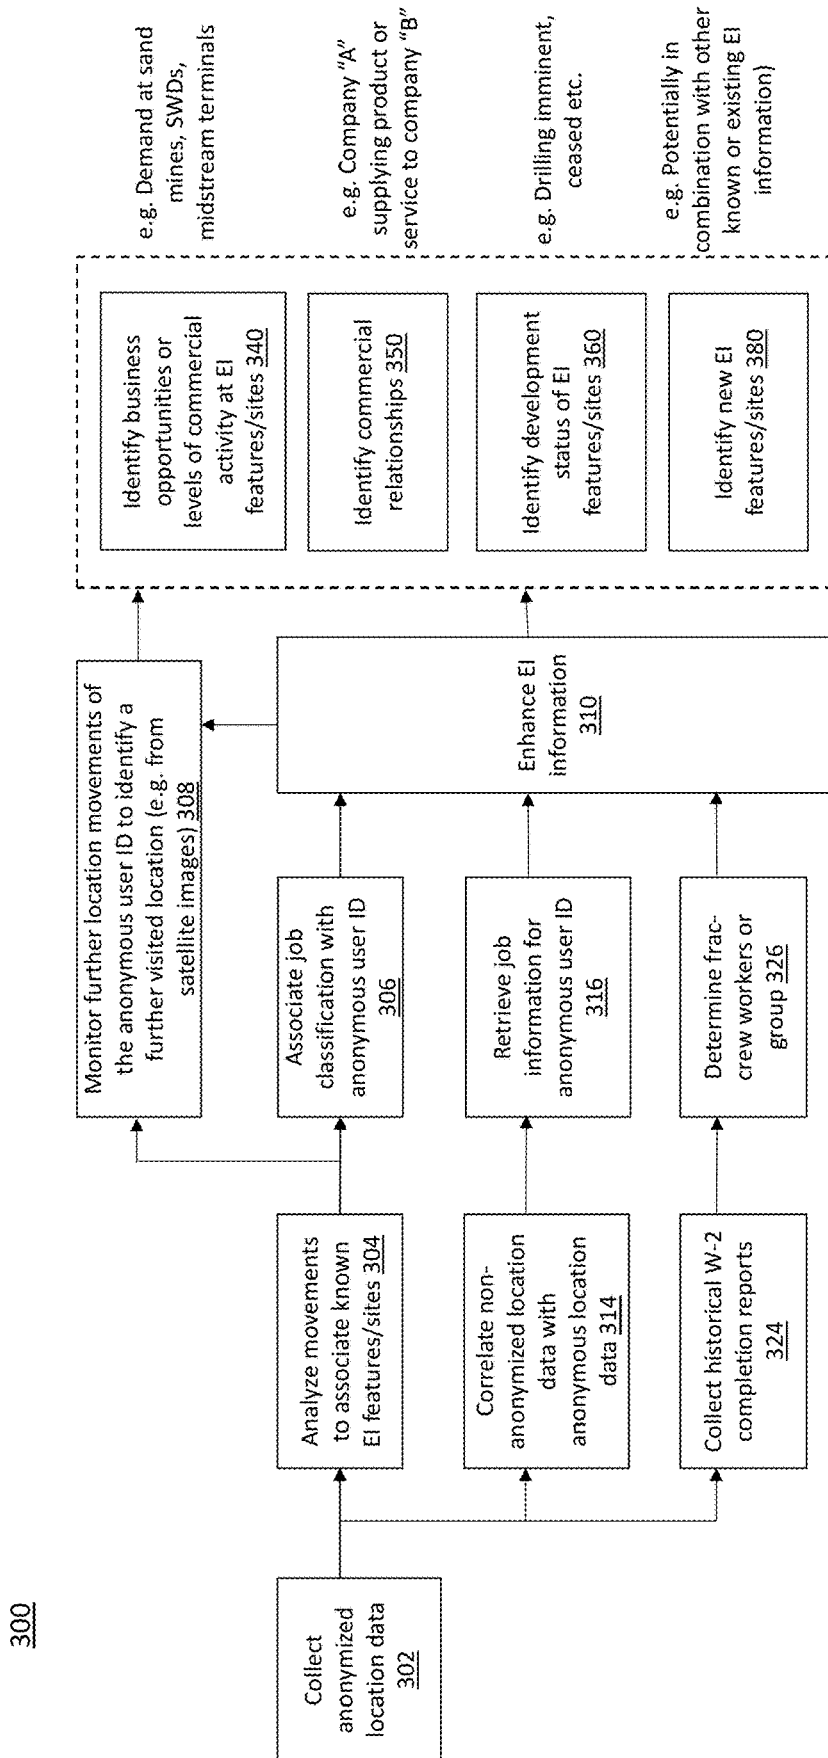 300
Collect
anonymized
location data
302
Analyze movements
to associate known
EI features/sites 304
Correlate non-
anonymized location
data with
anonymous location
data 314
Collect historical W-2
completion reports
324
Monitor further location movements of
the anonymous user ID to identify a
further visited location (e.g. from
satellite images) 308
Associate job
classification with
anonymous user ID
306
Retrieve job
information for
anonymous user ID
316
Determine frac-
crew workers or
group 326
Enhance EI
information
310
Identify business
opportunities or
levels of commercial
activity at EI
features/sites 340
Identify commercial
relationships 350
Identify development
status of EI
features/sites 360
Identify new EI
features/sites 380
e.g. Demand at sand
mines, SWDs,
midstream terminals
e.g. Company “A”
supplying product or
service to company “B”
e.g. Drilling imminent,
ceased etc.
e.g. Potentially in
combination with other
known or existing EI
information)